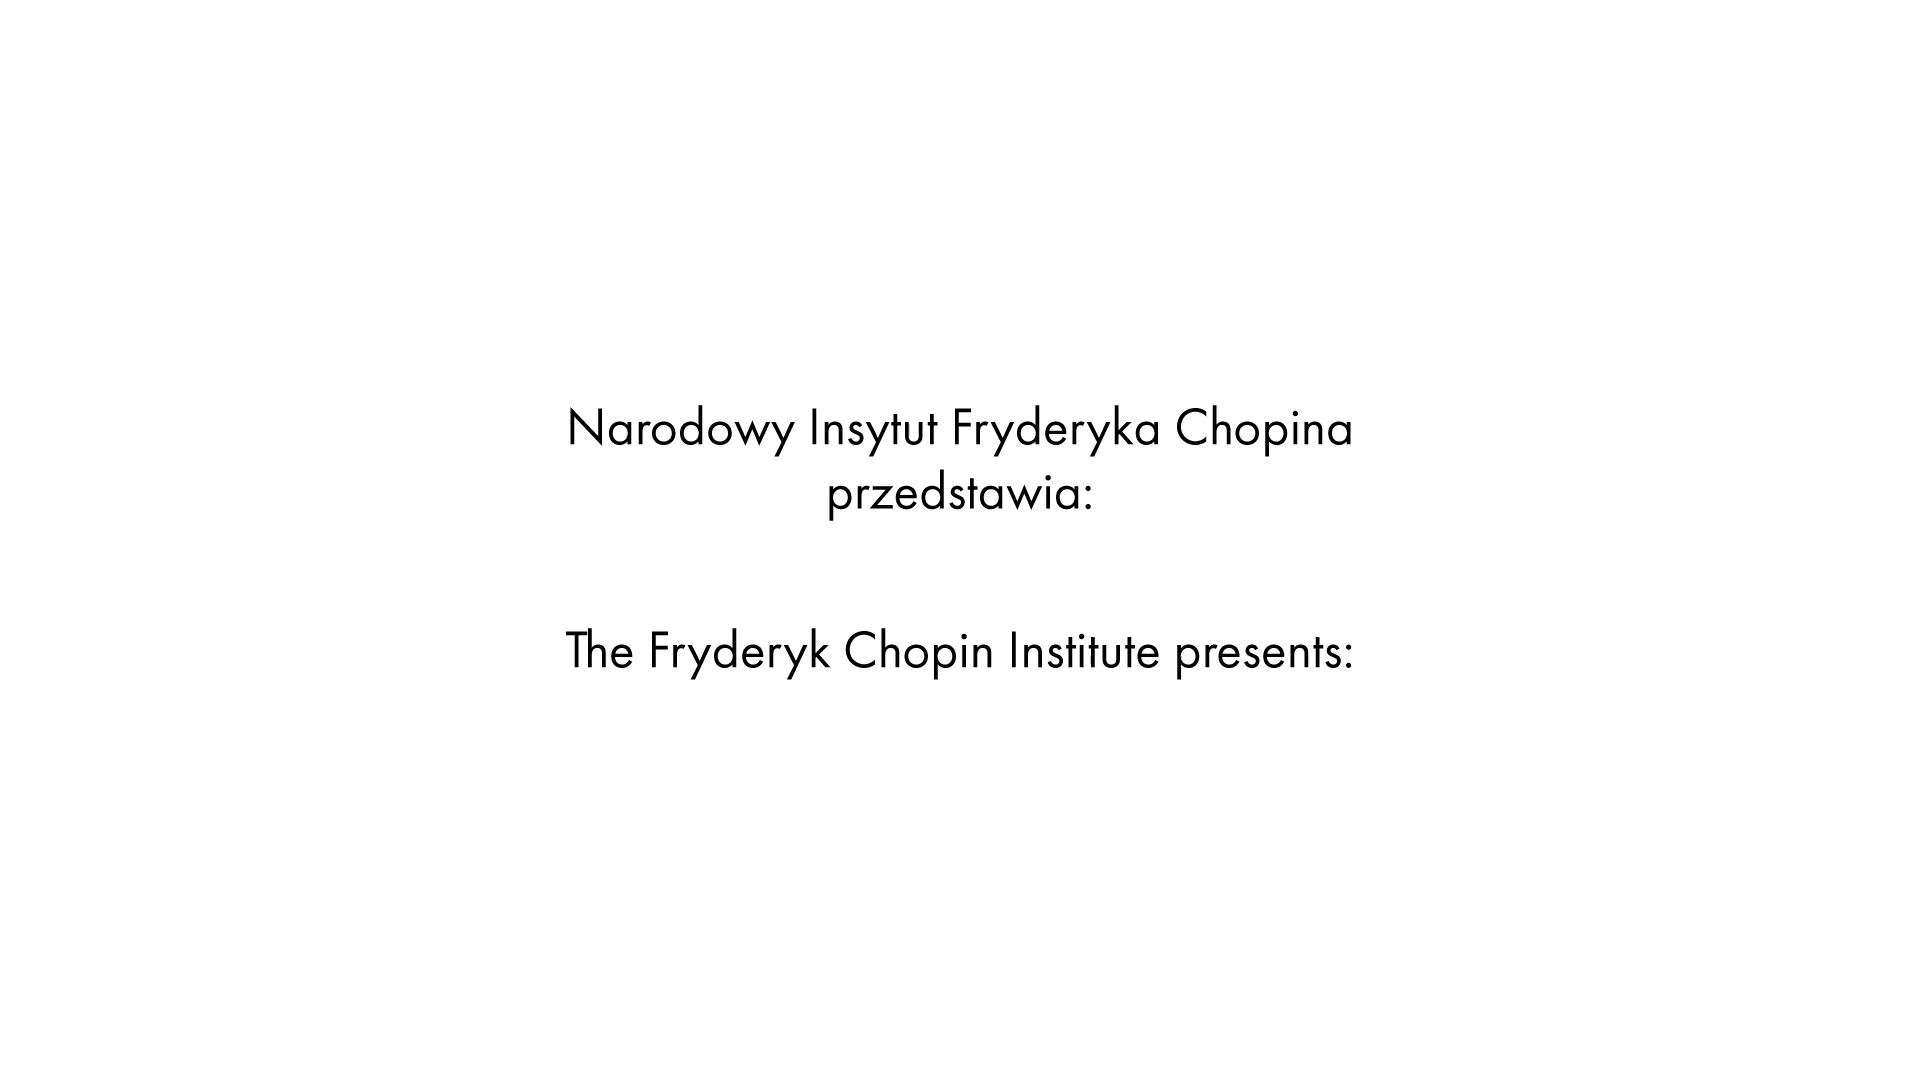 Narodowy Insytut Fryderyka Chopina
przedstawia:
The Fryderyk Chopin Institute presents: